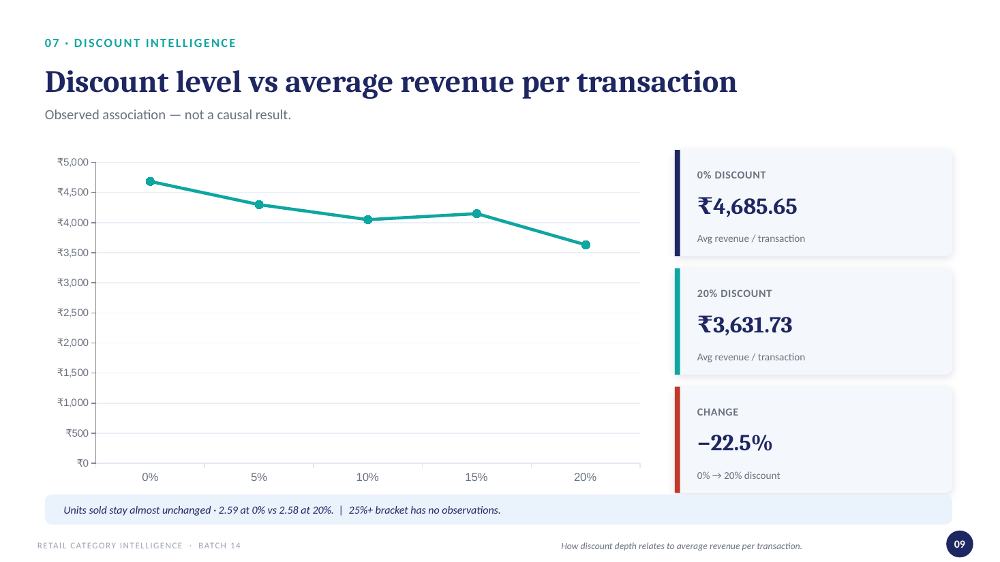 07 · DISCOUNT INTELLIGENCE
Discount level vs average revenue per transaction
Observed association — not a causal result.
₹5,000
₹4,500
₹4,000
₹3,500
₹3,000
₹2,500
₹2,000
₹1,500
₹1,000
₹500
₹0
0% 5% 10% 15% 20%
0% DISCOUNT
₹4,685.65
Avg revenue / transaction
20% DISCOUNT
₹3,631.73
Avg revenue / transaction
CHANGE
−22.5%
0% → 20% discount
Units sold stay almost unchanged · 2.59 at 0% vs 2.58 at 20%. | 25%+ bracket has no observations.
RETAIL CATEGORY INTELLIGENCE · BATCH 14
How discount depth relates to average revenue per transaction.
09